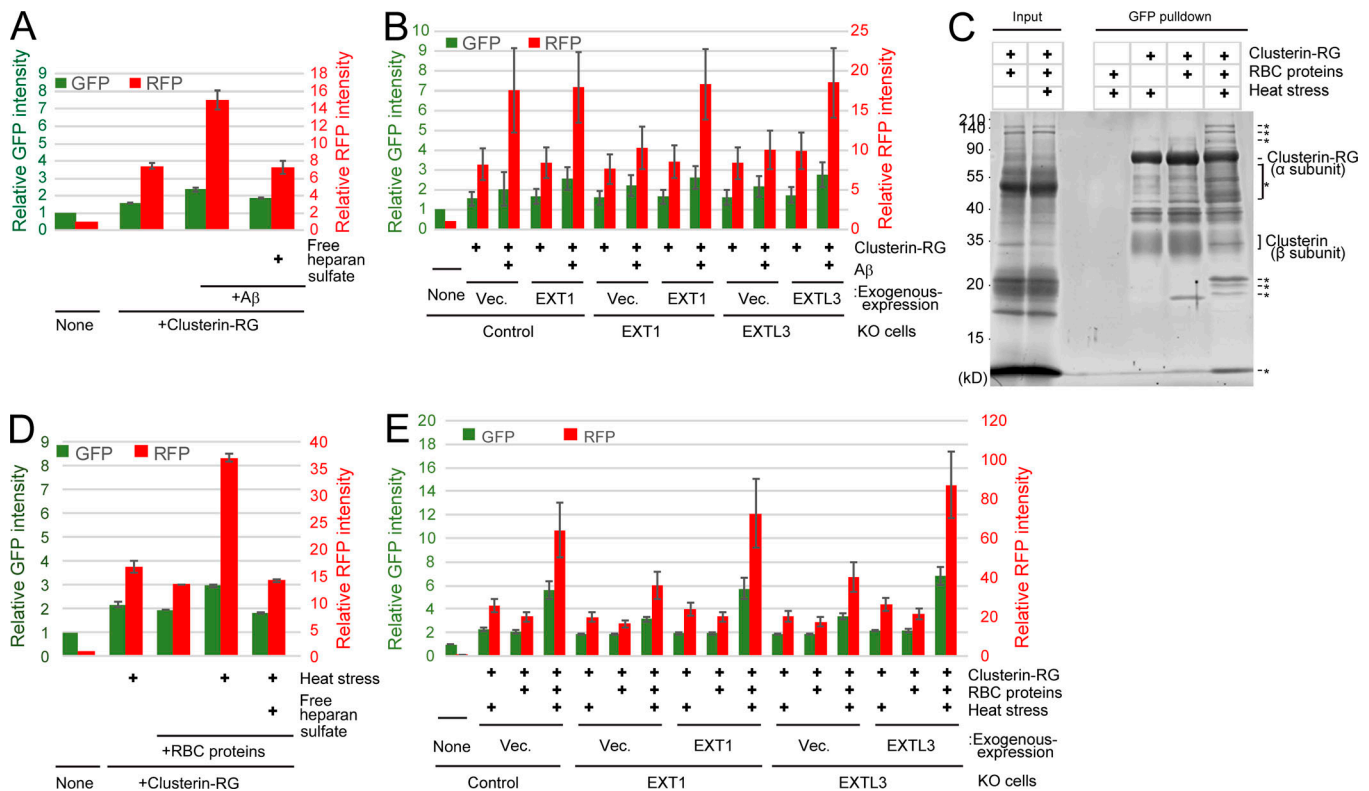 A
GFP RFP
Relative GFP intensity
9
8
7
6
5
4
3
2
1
0
18
16
14
12
10
8
6
4
2
0
Relative RFP intensity
Free
heparan
sulfate
+
+Aβ
None
+Clusterin-RG
B
GFP RFP
Relative GFP intensity
10
9
8
7
6
5
4
3
2
1
0
25
20
15
10
5
0
Relative RFP intensity
+ + + + + + + + + + + + Clusterin-RG
+ + + + + + Aβ
None Vec. EXT1 Vec. EXT1 Vec. EXTL3 :Exogenous-
expression
Control EXT1 EXTL3 KO cells
C
Input GFP pulldown
+ + + + + Clusterin-RG
+ + + + + RBC proteins
+ + + + Heat stress
210
140
90
55
40
35
20
15
(kD)
*
*
*
Clusterin-RG
(α subunit)
*
Clusterin
(β subunit)
*
*
*
*
D
GFP RFP
Relative GFP intensity
9
8
7
6
5
4
3
2
1
0
40
35
30
25
20
15
10
5
0
Relative RFP intensity
+ + + Heat stress
+ Free
heparan
sulfate
+RBC proteins
None
+Clusterin-RG
E
GFP RFP
Relative GFP intensity
20
18
16
14
12
10
8
6
4
2
0
120
100
80
60
40
20
0
Relative RFP intensity
+ + + + + + + + + + + + + + + Clusterin-RG
+ + + + + + + + + + RBC proteins
+ + + + + + + + + + Heat stress
None Vec. Vec. EXT1 Vec. EXTL3 :Exogenous-
expression
Control EXT1 EXTL3 KO cells